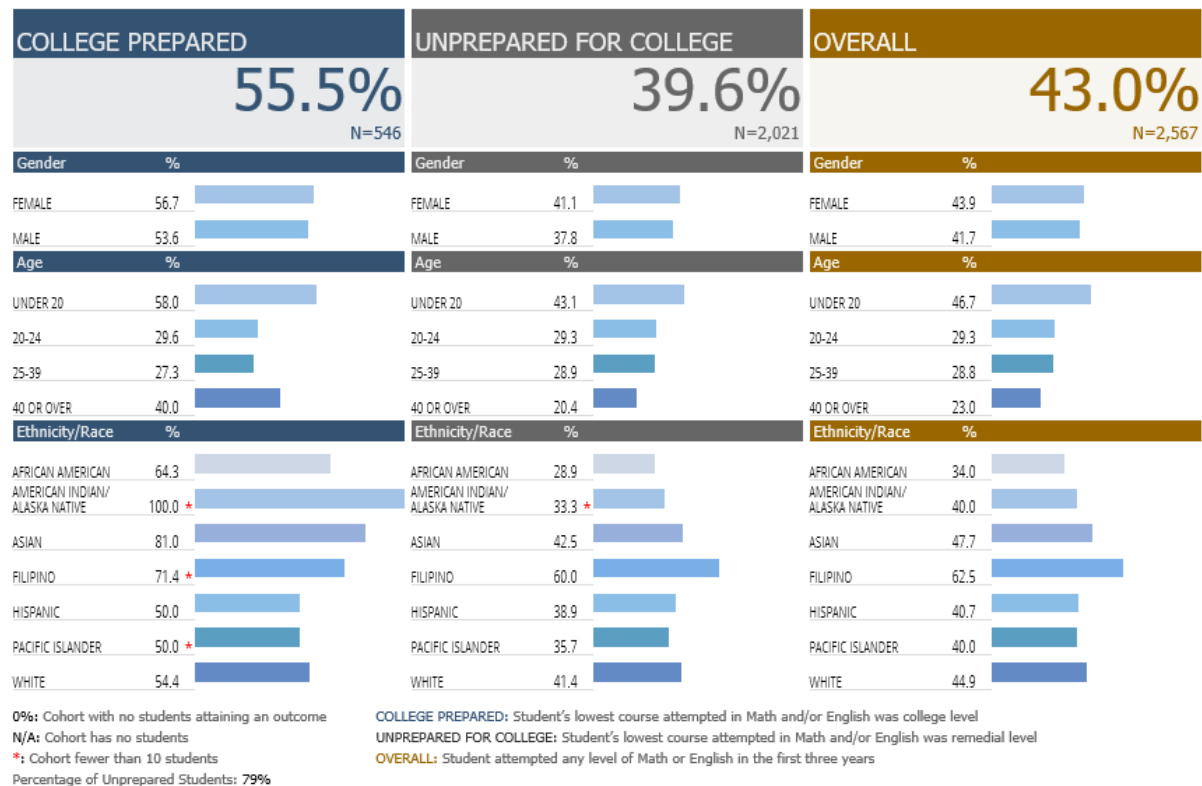 COLLEGE PREPARED
55.5%
N=546
Gender %
FEMALE 56.7
MALE 53.6
Age %
UNDER 20 58.0
20-24 29.6
25-39 27.3
40 OR OVER 40.0
Ethnicity/Race %
AFRICAN AMERICAN 64.3
AMERICAN INDIAN/
ALASKA NATIVE 100.0 *
ASIAN 81.0
FILIPINO 71.4 *
HISPANIC 50.0
PACIFIC ISLANDER 50.0 *
WHITE 54.4
UNPREPARED FOR COLLEGE
39.6%
N=2,021
Gender %
FEMALE 41.1
MALE 37.8
Age %
UNDER 20 43.1
20-24 29.3
25-39 28.9
40 OR OVER 20.4
Ethnicity/Race %
AFRICAN AMERICAN 28.9
AMERICAN INDIAN/
ALASKA NATIVE 33.3 *
ASIAN 42.5
FILIPINO 60.0
HISPANIC 38.9
PACIFIC ISLANDER 35.7
WHITE 41.4
OVERALL
43.0%
N=2,567
Gender %
FEMALE 43.9
MALE 41.7
Age %
UNDER 20 46.7
20-24 29.3
25-39 28.8
40 OR OVER 23.0
Ethnicity/Race %
AFRICAN AMERICAN 34.0
AMERICAN INDIAN/
ALASKA NATIVE 40.0
ASIAN 47.7
FILIPINO 62.5
HISPANIC 40.7
PACIFIC ISLANDER 40.0
WHITE 44.9
0%: Cohort with no students attaining an outcome
N/A: Cohort has no students
*: Cohort fewer than 10 students
Percentage of Unprepared Students: 79%
COLLEGE PREPARED: Student's lowest course attempted in Math and/or English was college level
UNPREPARED FOR COLLEGE: Student's lowest course attempted in Math and/or English was remedial level
OVERALL: Student attempted any level of Math or English in the first three years